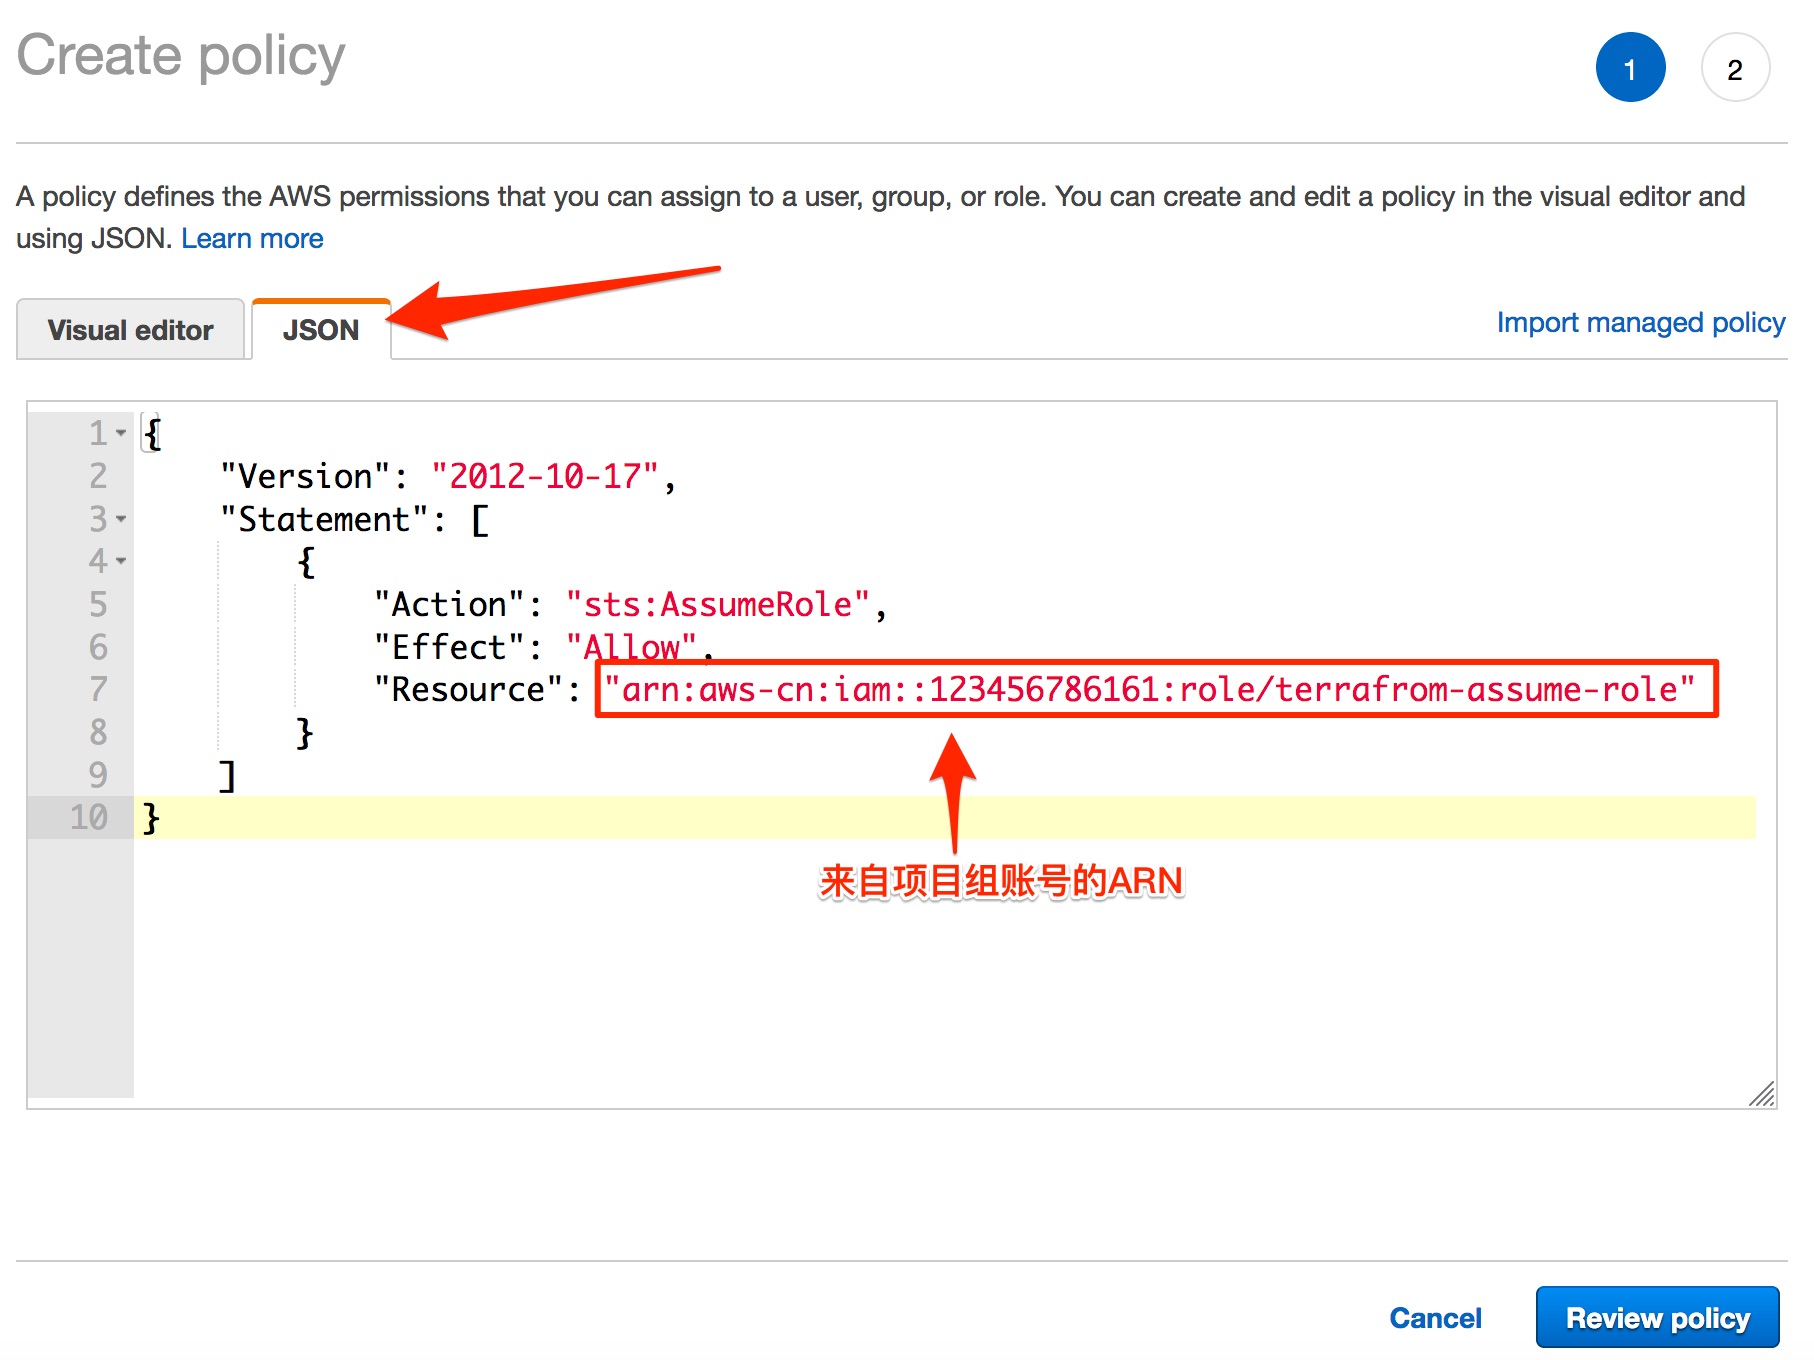 Create policy
1
2
A policy defines the AWS permissions that you can assign to a user, group, or role. You can create and edit a policy in the visual editor and
using JSON. Learn more
Visual editor
JSON
Import managed policy
1 {
2 "Version": "2012-10-17",
3 "Statement": [
4 {
5 "Action": "sts:AssumeRole",
6 "Effect": "Allow",
7 "Resource": "arn:aws-cn:iam::123456786161:role/terrafrom-assume-role"
8 }
9 ]
10 }
来自项目组账号的ARN
Cancel
Review policy